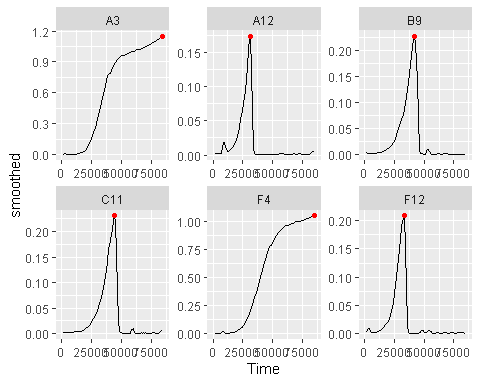 A3 A12 B9
1.2 0.9 0.6 0.3 0.0
0.15 0.10 0.05 0.00
0.20 0.15 0.10 0.05 0.00
0 25000 50000 75000 0 25000 50000 75000 0 25000 50000 75000
smoothed
C11 F4 F12
0.20 0.15 0.10 0.05 0.00
1.00 0.75 0.50 0.25 0.00
0.20 0.15 0.10 0.05 0.00
0 25000 50000 75000 0 25000 50000 75000 0 25000 50000 75000
Time